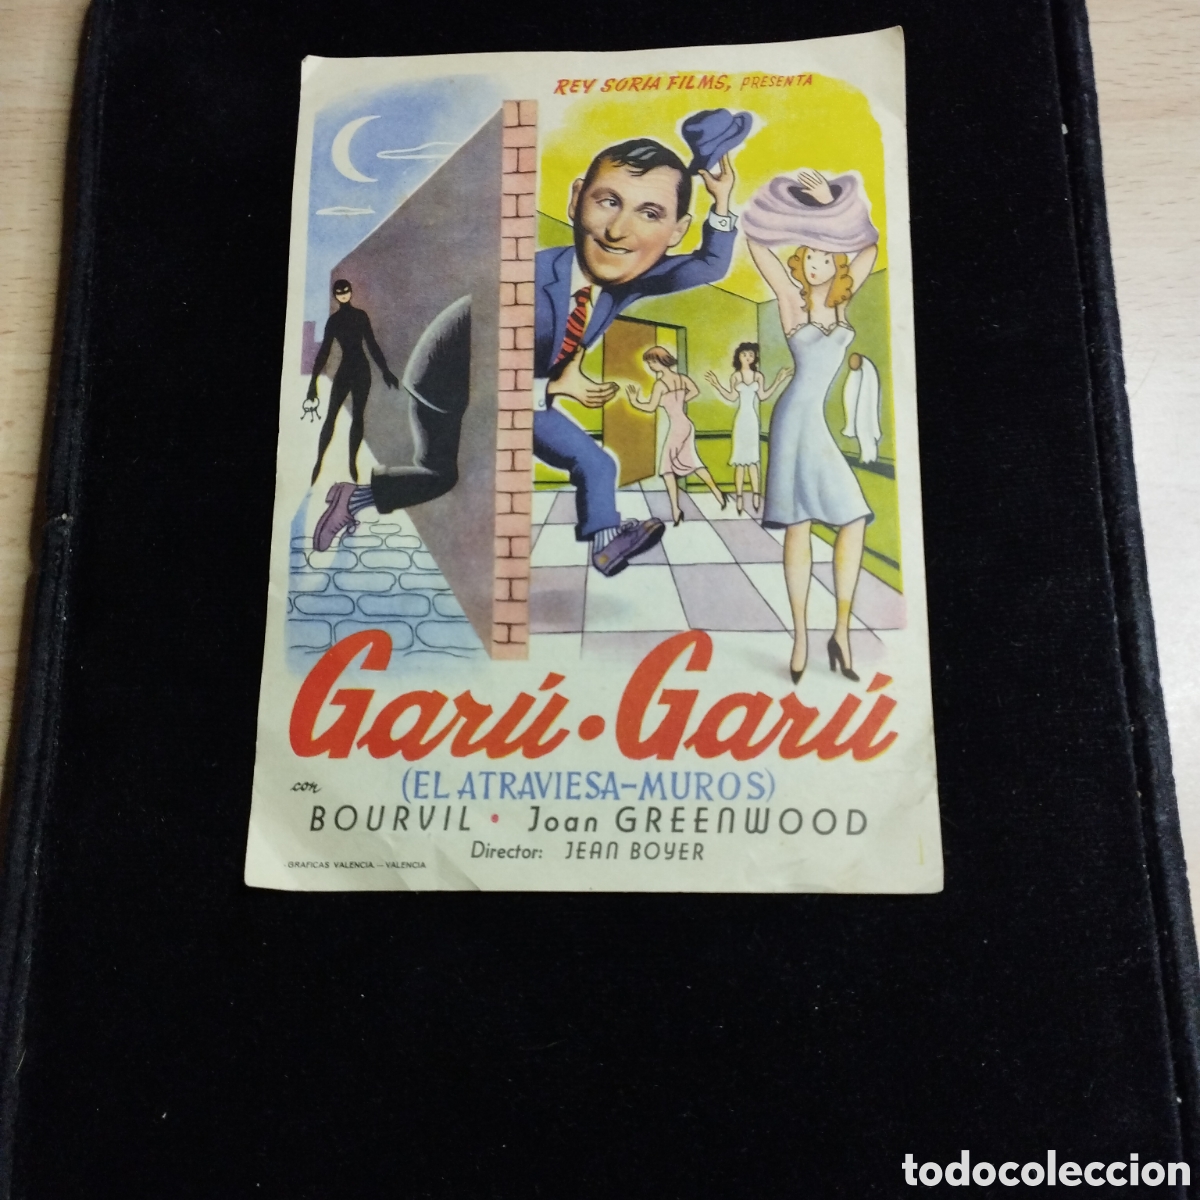 REY SORIA FILMS, PRESENTA
Garú·Garú
(EL ATRAVIESA-MUROS)
con
BOURVIL · Joan GREENWOOD
Director: JEAN BOYER
-GRAFICAS VALENCIA.-VALENCIA
todocoleccion